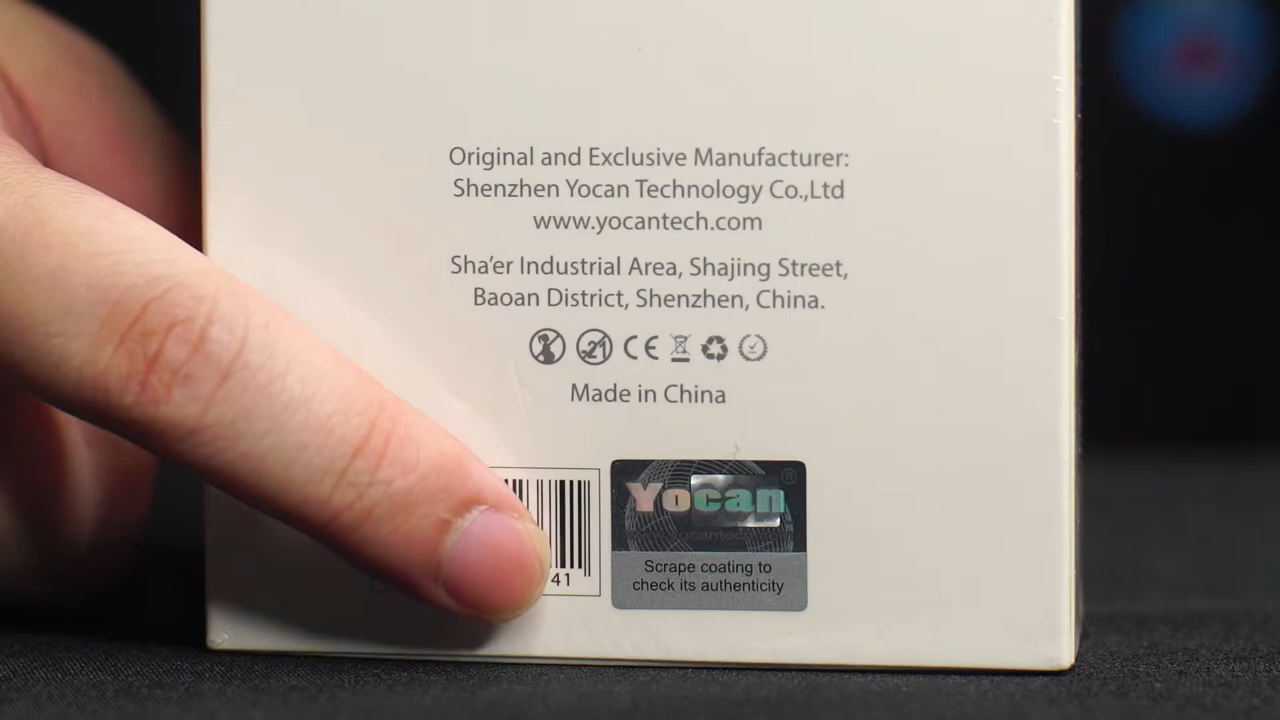 Original and Exclusive Manufacturer:
Shenzhen Yocan Technology Co.,Ltd
www.yocantech.com
Sha'er Industrial Area, Shajing Street,
Baoan District, Shenzhen, China.
21 CE
Made in China
41
Yocan®
Scrape coating to
check its authenticity